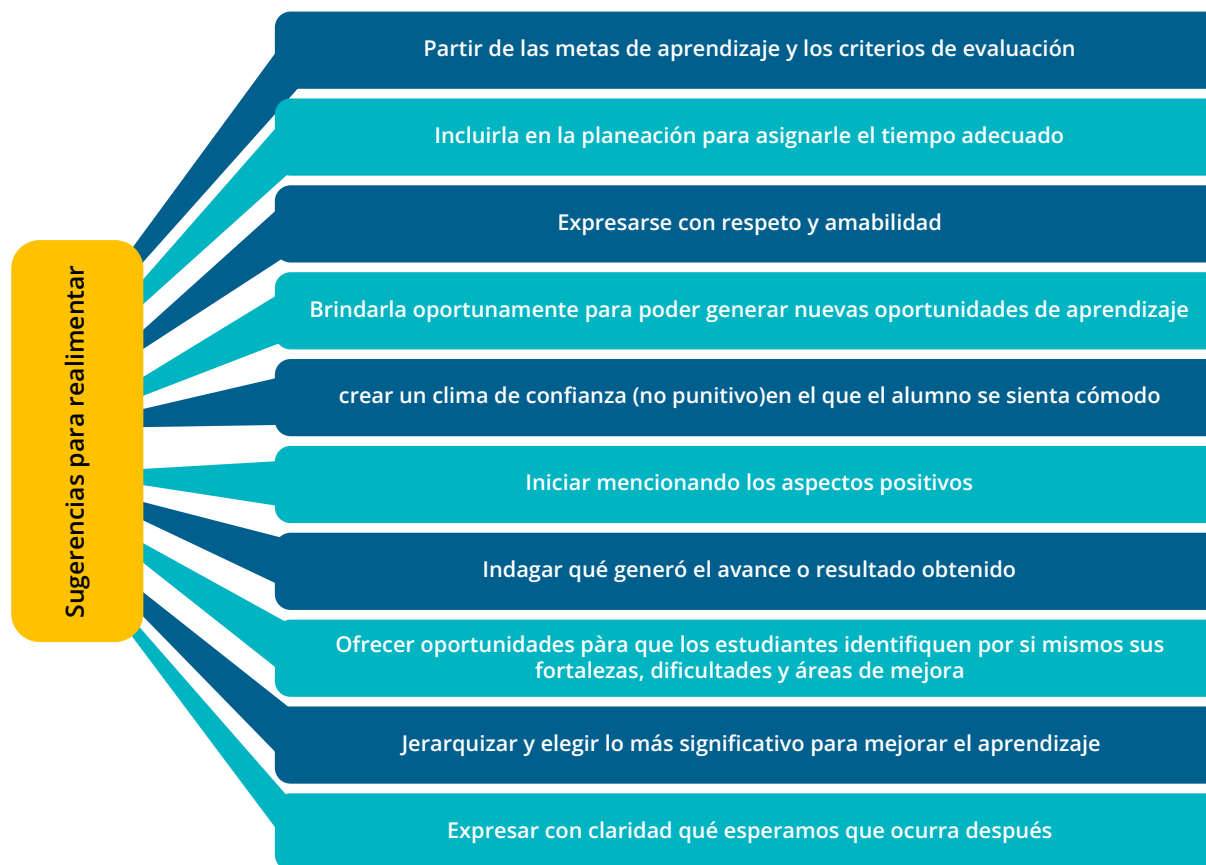 Sugerencias para realimentar
Partir de las metas de aprendizaje y los criterios de evaluación
Incluirla en la planeación para asignarle el tiempo adecuado
Expresarse con respeto y amabilidad
Brindarla oportunamente para poder generar nuevas oportunidades de aprendizaje
crear un clima de confianza (no punitivo)en el que el alumno se sienta cómodo
Iniciar mencionando los aspectos positivos
Indagar qué generó el avance o resultado obtenido
Ofrecer oportunidades pàra que los estudiantes identifiquen por si mismos sus
fortalezas, dificultades y áreas de mejora
Jerarquizar y elegir lo más significativo para mejorar el aprendizaje
Expresar con claridad qué esperamos que ocurra después